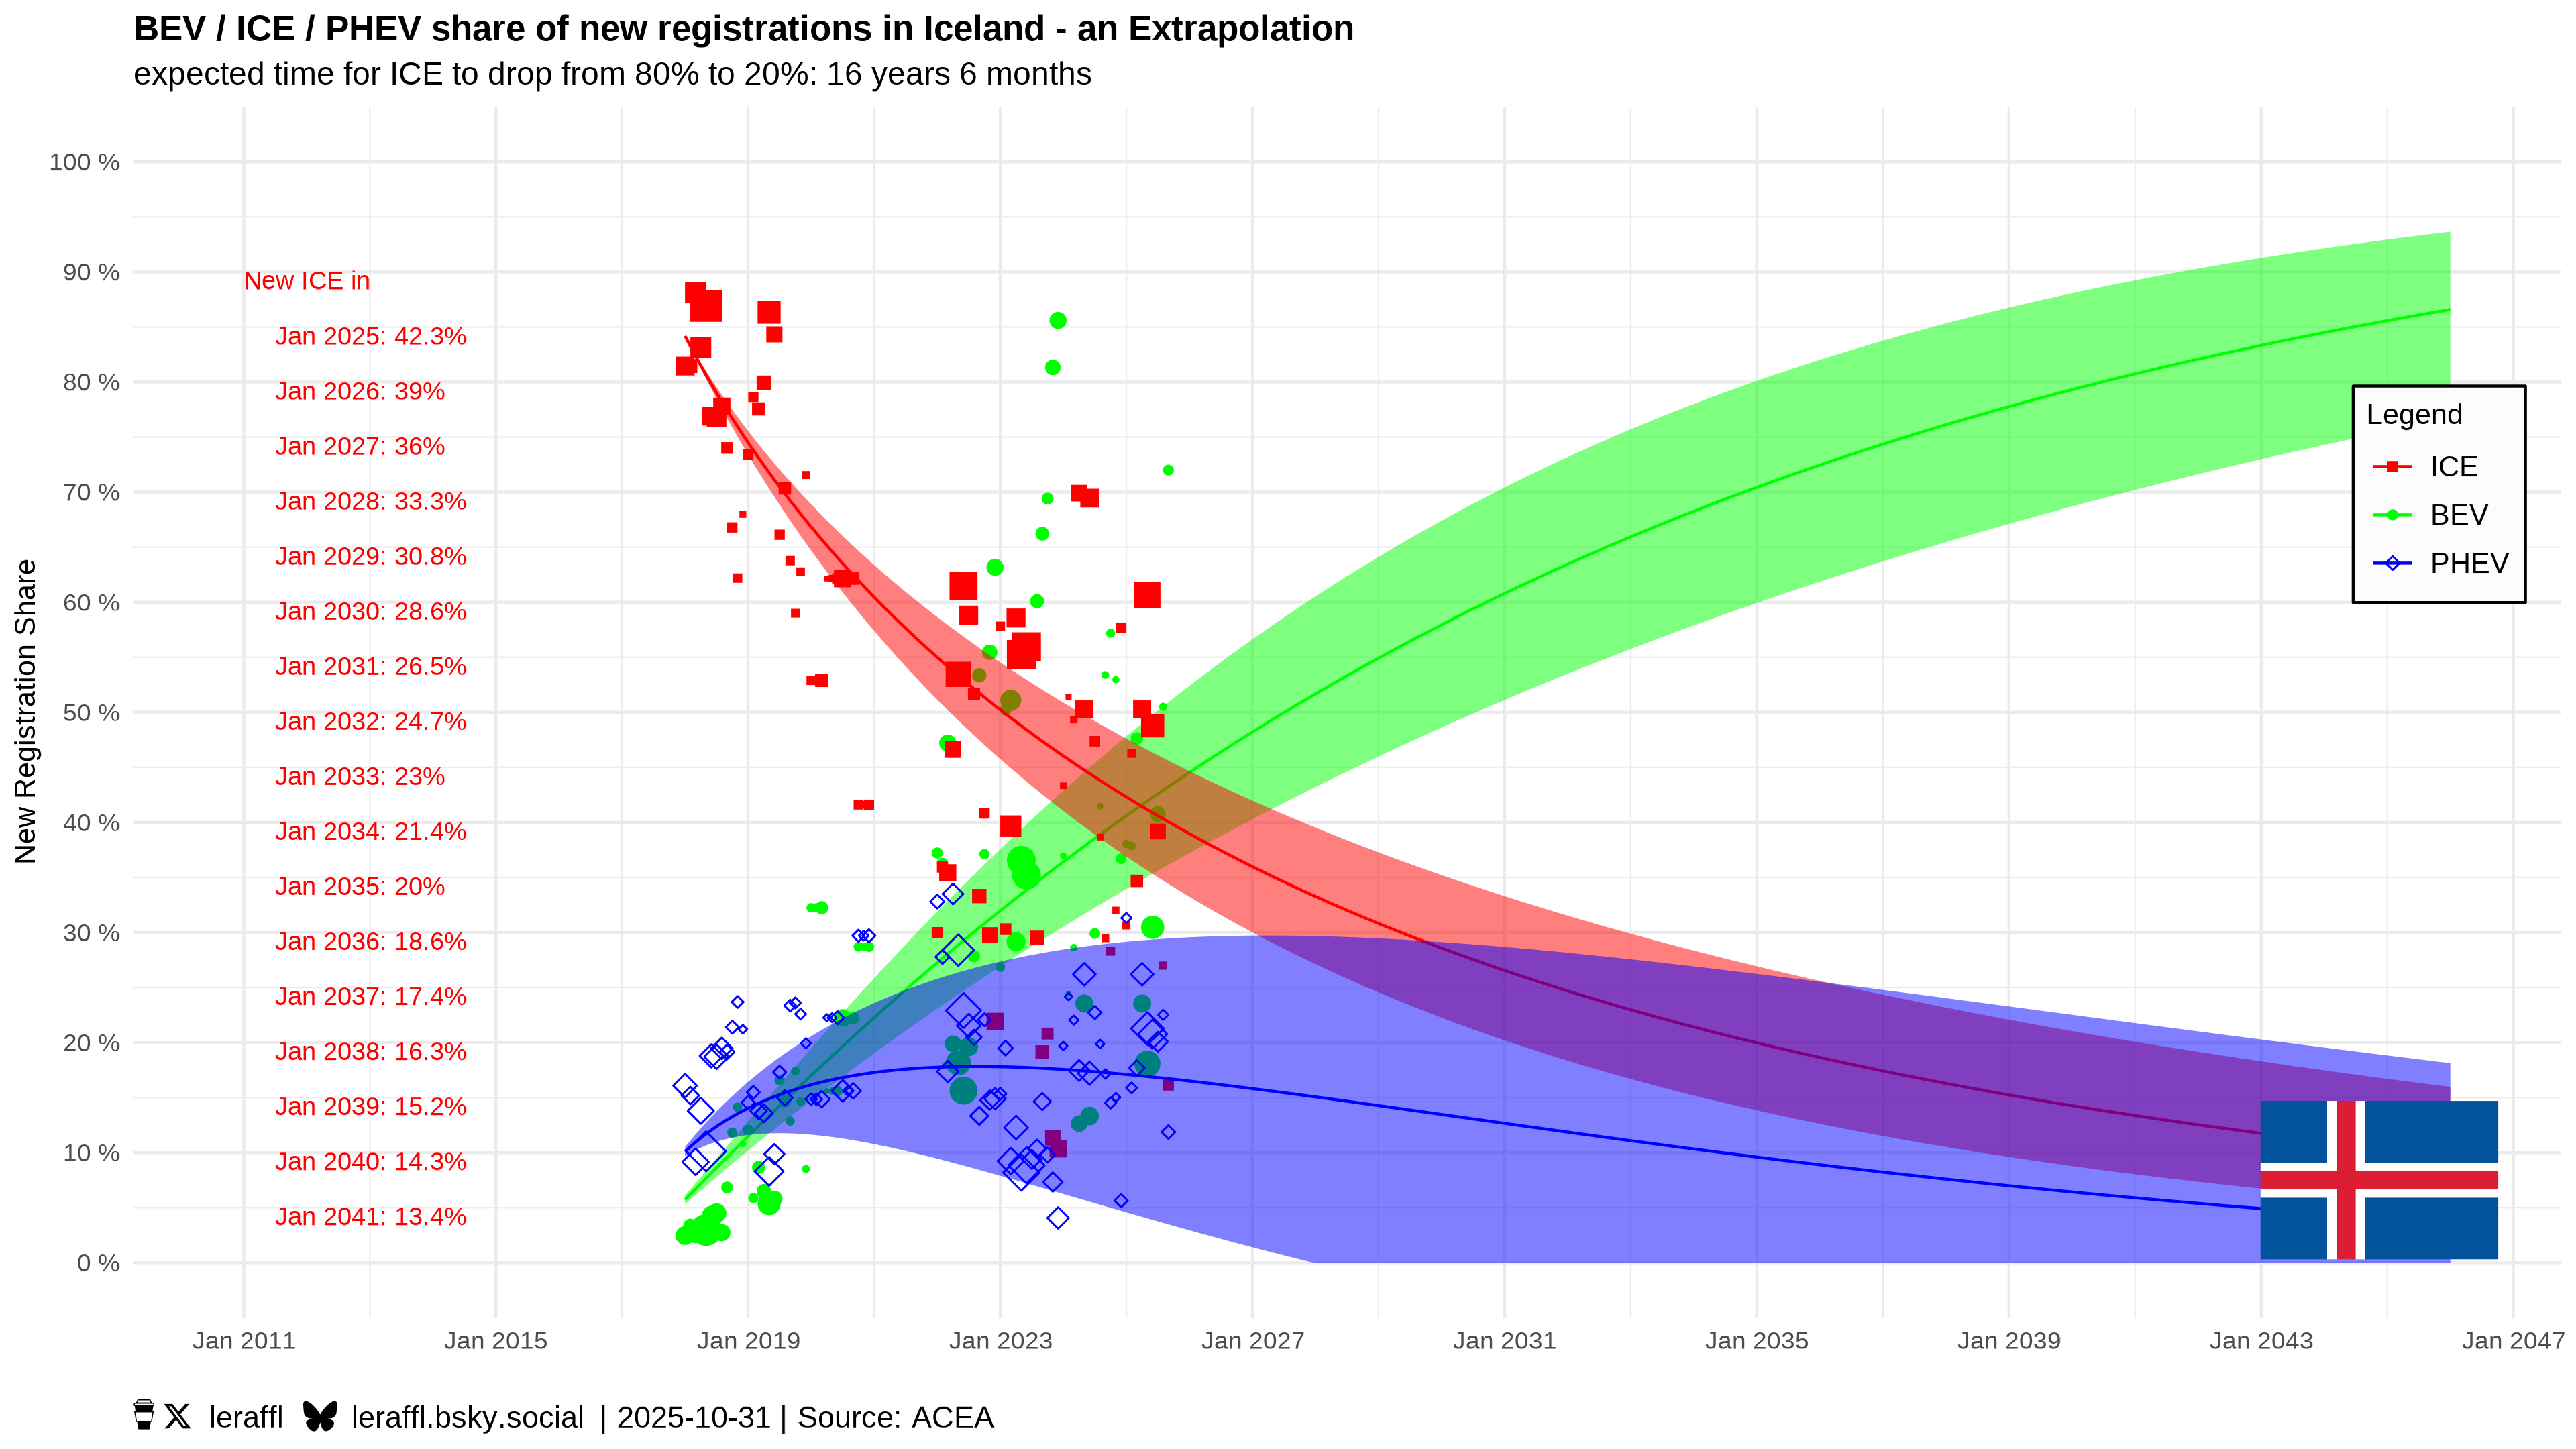 BEV / ICE / PHEV share of new registrations in Iceland - an Extrapolation
expected time for ICE to drop from 80% to 20%: 16 years 6 months
New Registration Share
100 %
90 %
80 %
70 %
60 %
50 %
40 %
30 %
20 %
10 %
0 %
New ICE in
Jan 2025: 42.3%
Jan 2026: 39%
Jan 2027: 36%
Jan 2028: 33.3%
Jan 2029: 30.8%
Jan 2030: 28.6%
Jan 2031: 26.5%
Jan 2032: 24.7%
Jan 2033: 23%
Jan 2034: 21.4%
Jan 2035: 20%
Jan 2036: 18.6%
Jan 2037: 17.4%
Jan 2038: 16.3%
Jan 2039: 15.2%
Jan 2040: 14.3%
Jan 2041: 13.4%
Legend
ICE
BEV
PHEV
Jan 2011 Jan 2015 Jan 2019 Jan 2023 Jan 2027 Jan 2031 Jan 2035 Jan 2039 Jan 2043 Jan 2047
leraffl leraffl.bsky.social | 2025-10-31 | Source: ACEA